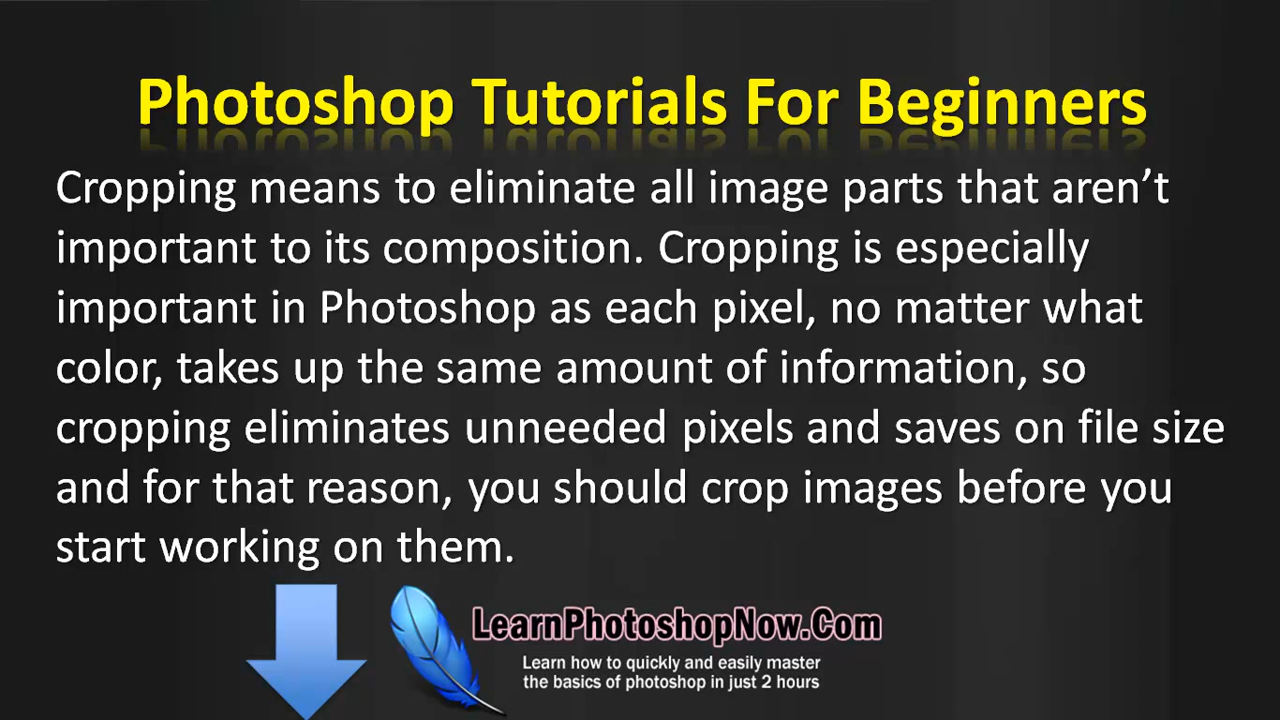 Photoshop Tutorials For Beginners
Cropping means to eliminate all image parts that aren’t
important to its composition. Cropping is especially
important in Photoshop as each pixel, no matter what
color, takes up the same amount of information, so
cropping eliminates unneeded pixels and saves on file size
and for that reason, you should crop images before you
start working on them.
LearnPhotoshopNow.Com
Learn how to quickly and easily master
the basics of photoshop in just 2 hours